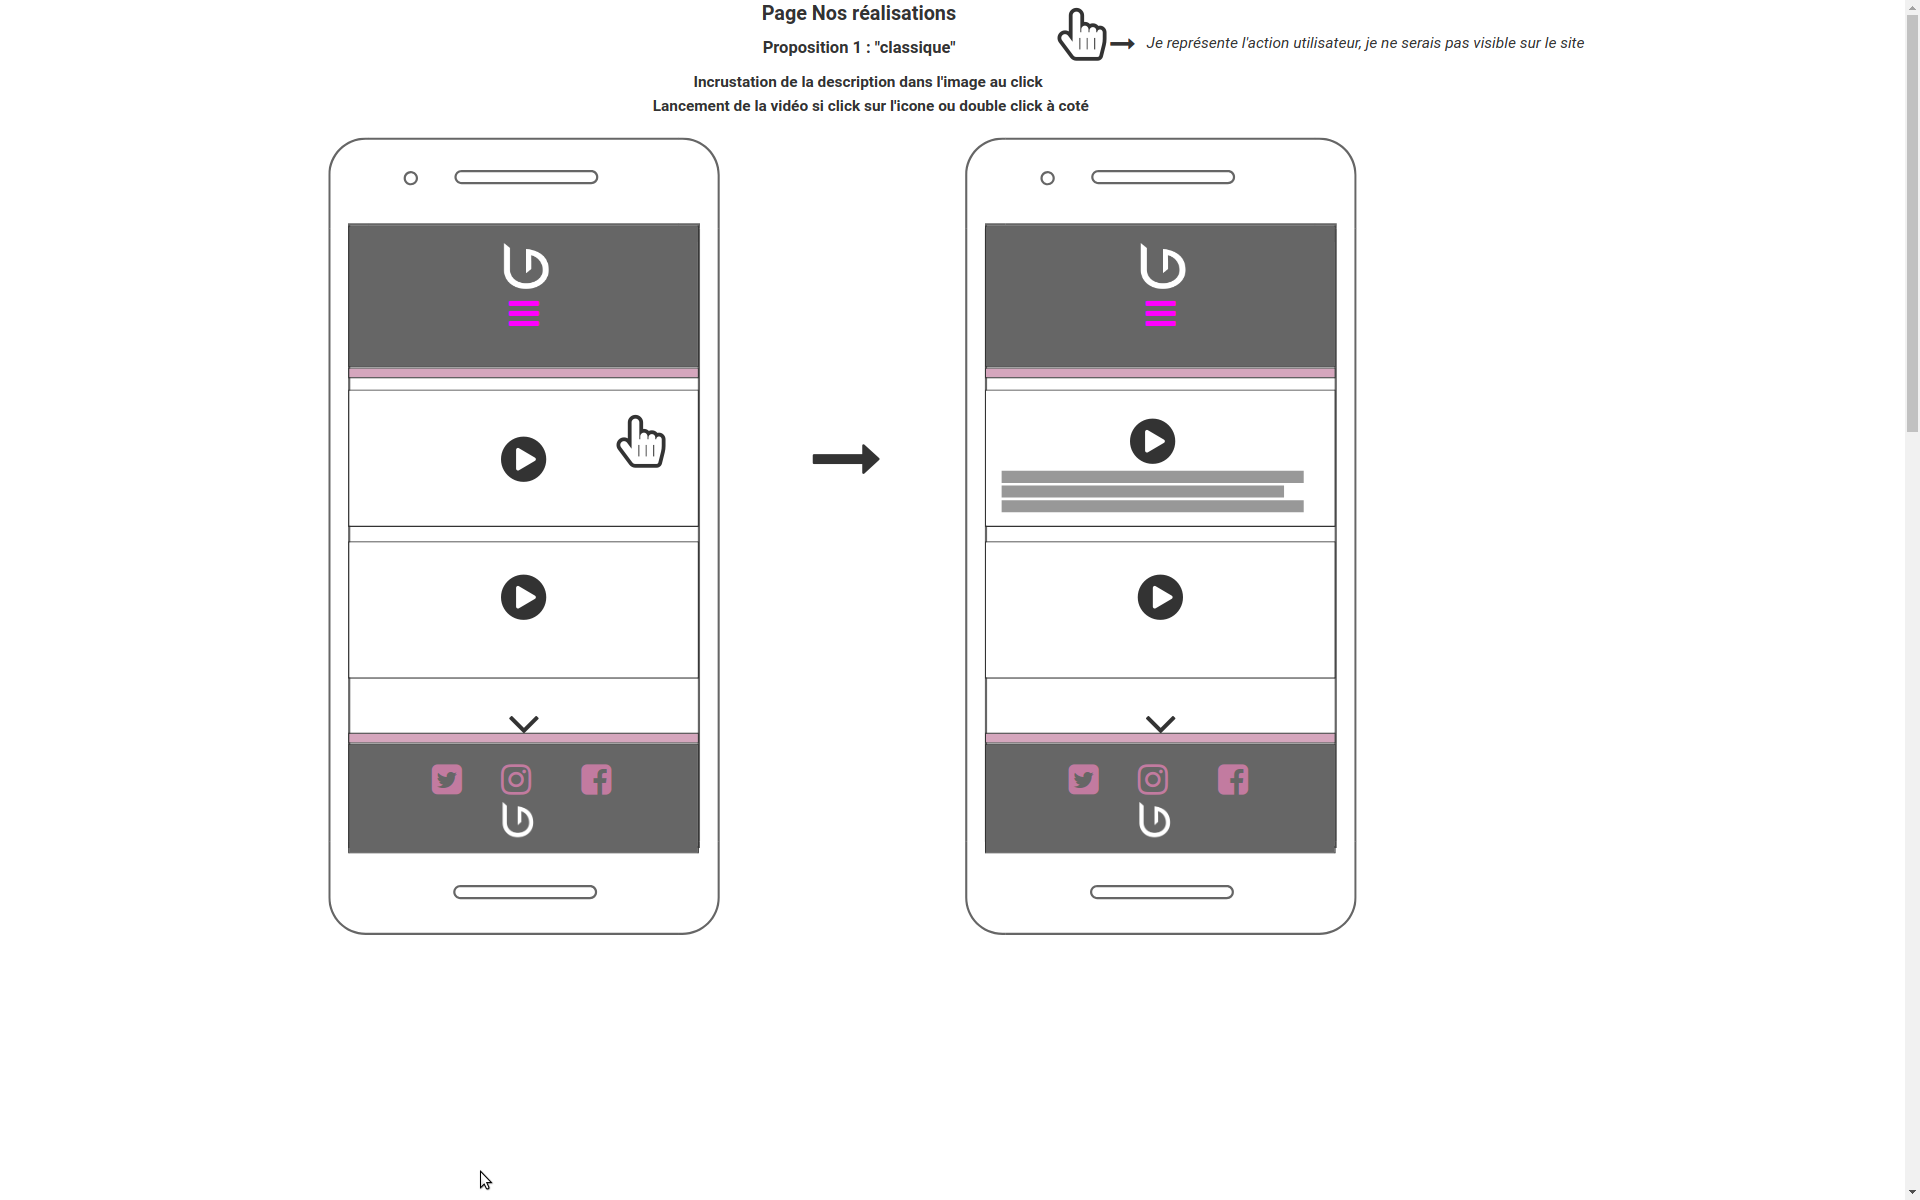 Page Nos réalisations
Proposition 1 : "classique"
Je représente l'action utilisateur, je ne serais pas visible sur le site
Incrustation de la description dans l'image au click
Lancement de la vidéo si click sur l'icone ou double click à coté